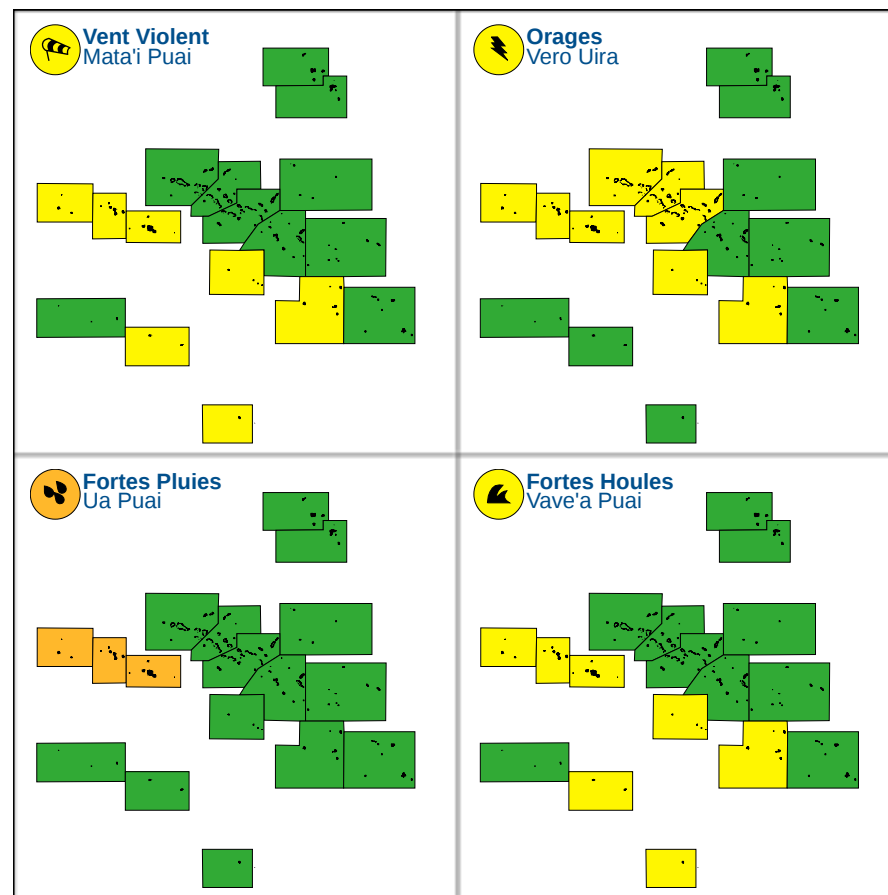 Vent Violent
Mata'i Puai
Orages
Vero Uira
Fortes Pluies
Ua Puai
Fortes Houles
Vave'a Puai